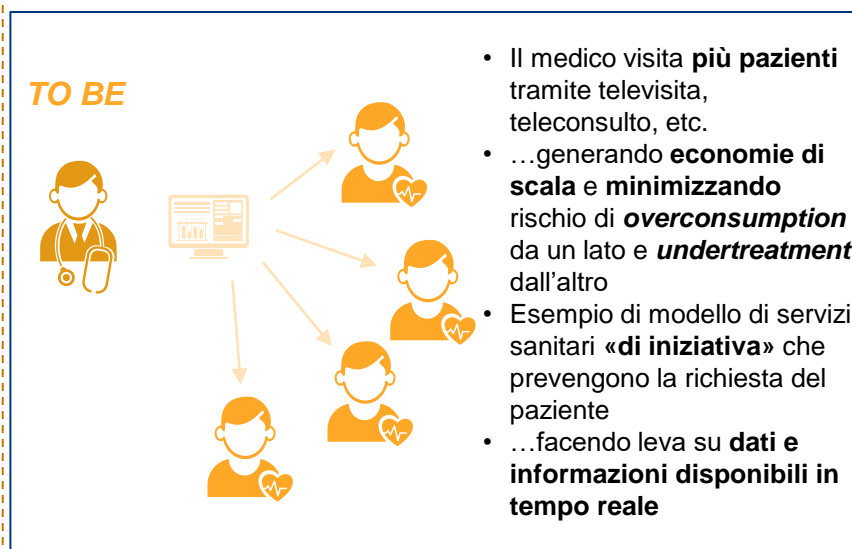 TO BE
• Il medico visita più pazienti
tramite televisita,
teleconsulto, etc.
• …generando economie di
scala e minimizzando
rischio di overconsumption
da un lato e undertreatment
dall’altro
• Esempio di modello di servizi
sanitari «di iniziativa» che
prevengono la richiesta del
paziente
• …facendo leva su dati e
informazioni disponibili in
tempo reale